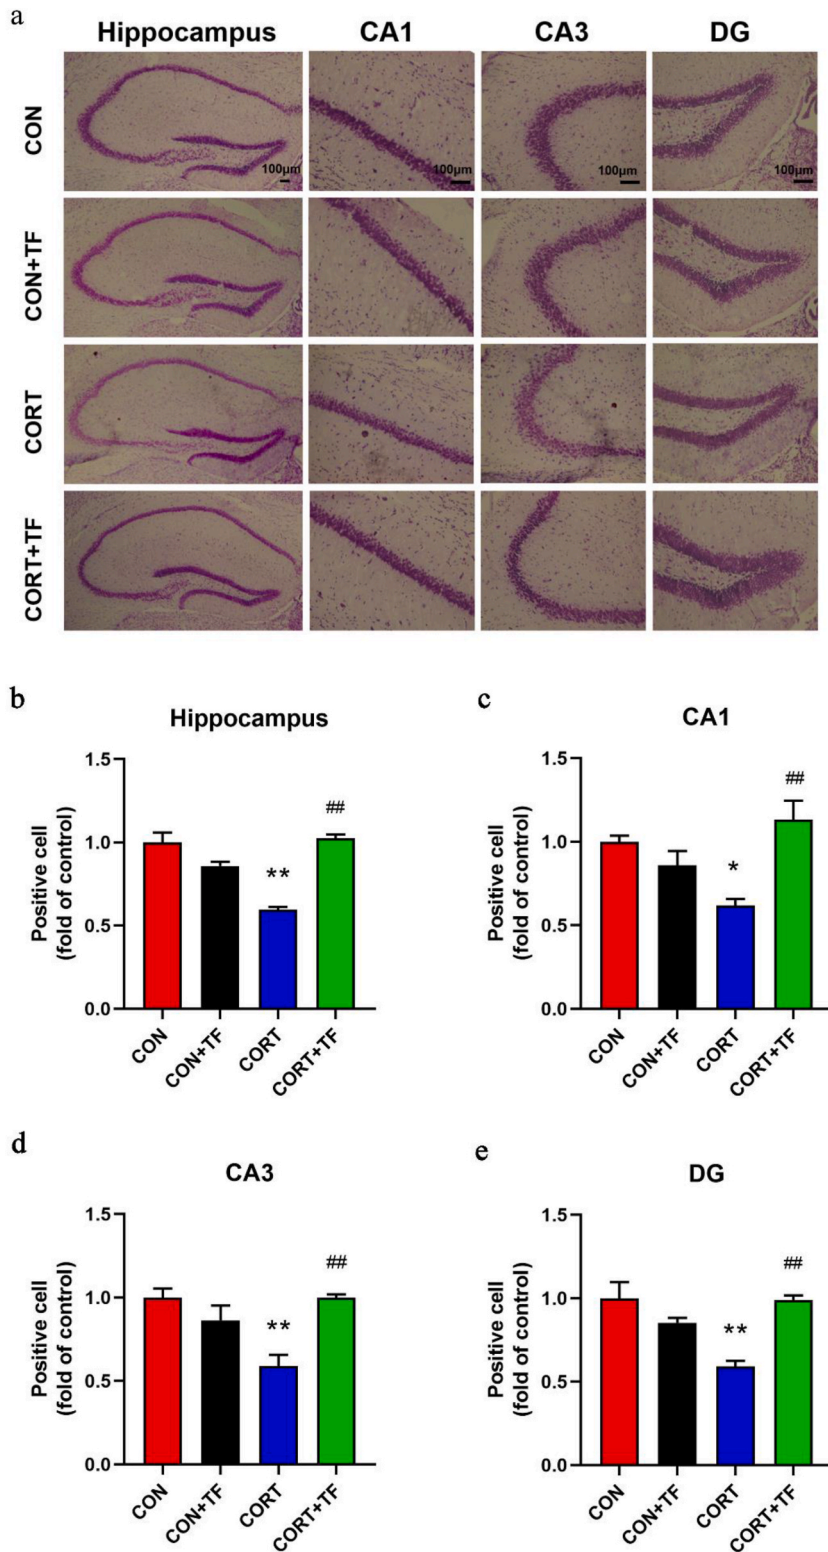 a
Hippocampus CA1 CA3 DG
CON
100μm 100μm 100μm 100μm
CON+TF
CORT
CORT+TF
b
Hippocampus
Positive cell
(fold of control)
1.5
1.0
0.5
0.0
**
##
CON CON+TF CORT CORT+TF
c
CA1
Positive cell
(fold of control)
1.5
1.0
0.5
0.0
*
##
CON CON+TF CORT CORT+TF
d
CA3
Positive cell
(fold of control)
1.5
1.0
0.5
0.0
**
##
CON CON+TF CORT CORT+TF
e
DG
Positive cell
(fold of control)
1.5
1.0
0.5
0.0
**
##
CON CON+TF CORT CORT+TF